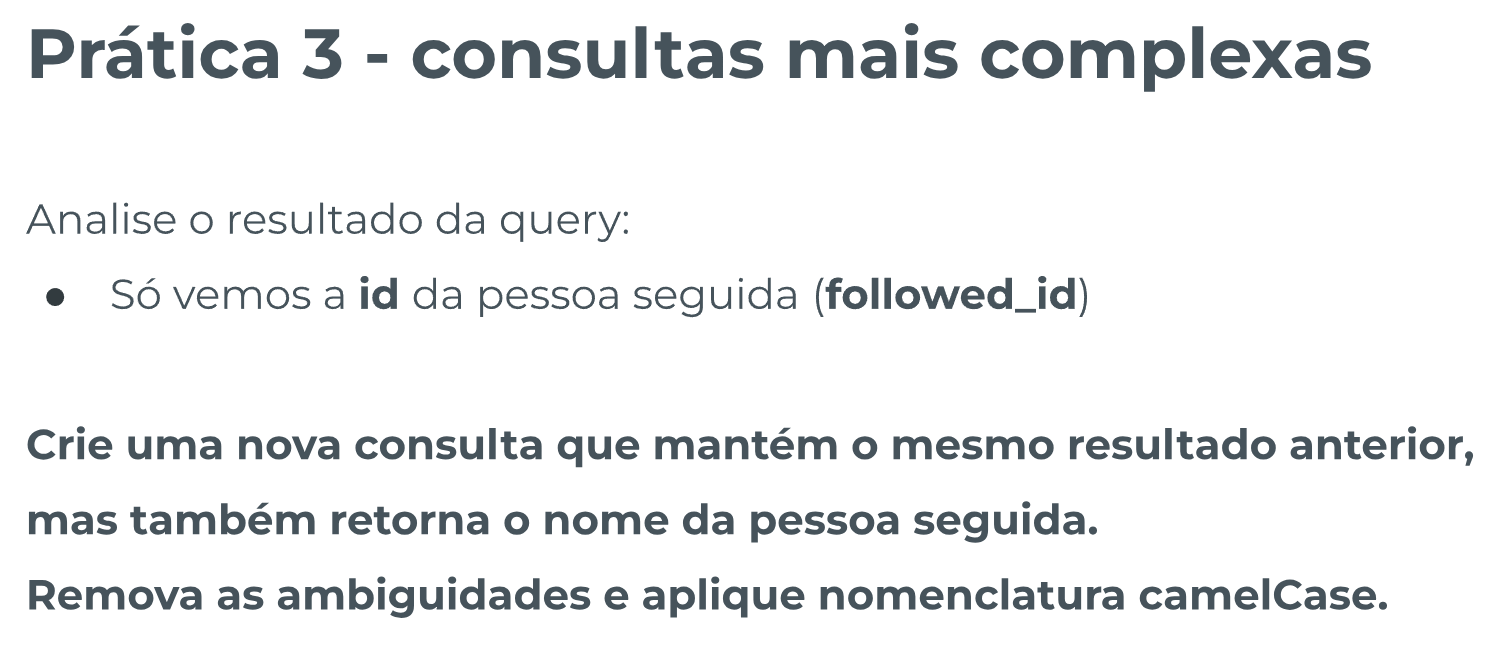 Prática 3 - consultas mais complexas
Analise o resultado da query:
● Só vemos a id da pessoa seguida (followed_id)
Crie uma nova consulta que mantém o mesmo resultado anterior,
mas também retorna o nome da pessoa seguida.
Remova as ambiguidades e aplique nomenclatura camelCase.